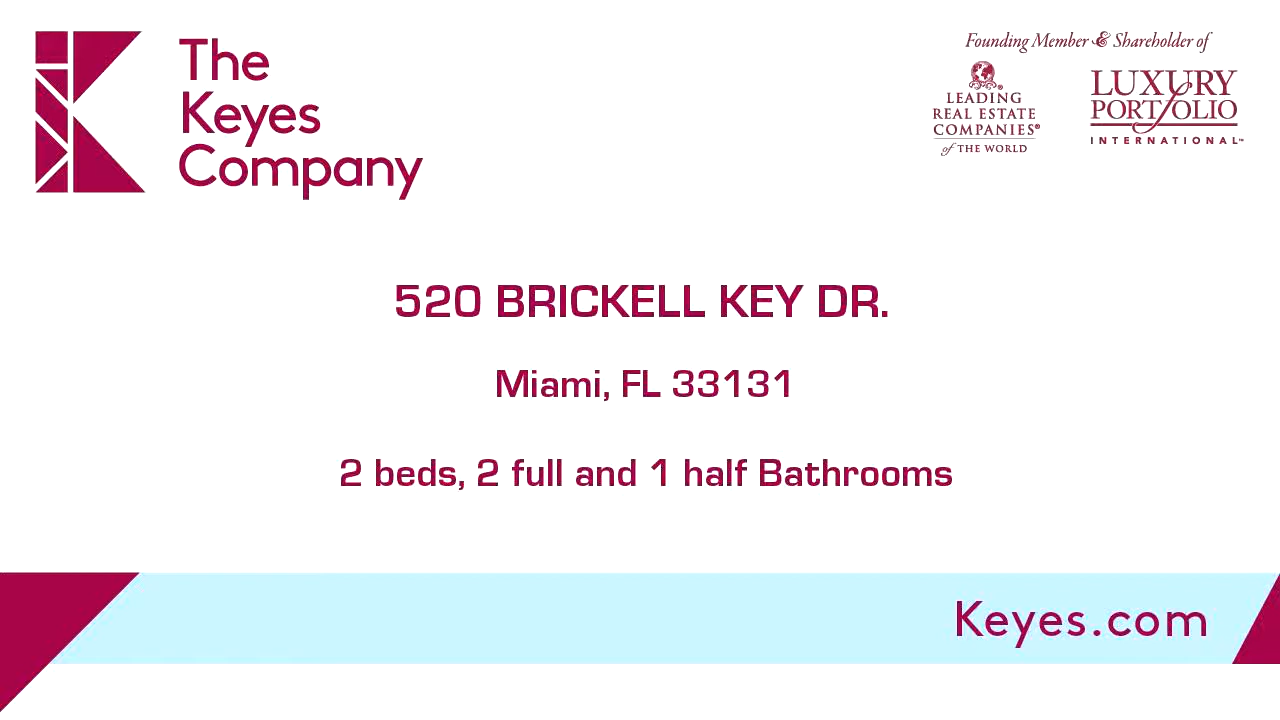 The
Keyes
Company
Founding Member & Shareholder of
LEADING
REAL ESTATE
COMPANIES®
of THE WORLD
LUXURY
PORTFOLIO
INTERNATIONAL™
520 BRICKELL KEY DR.
Miami, FL 33131
2 beds, 2 full and 1 half Bathrooms
Keyes.com